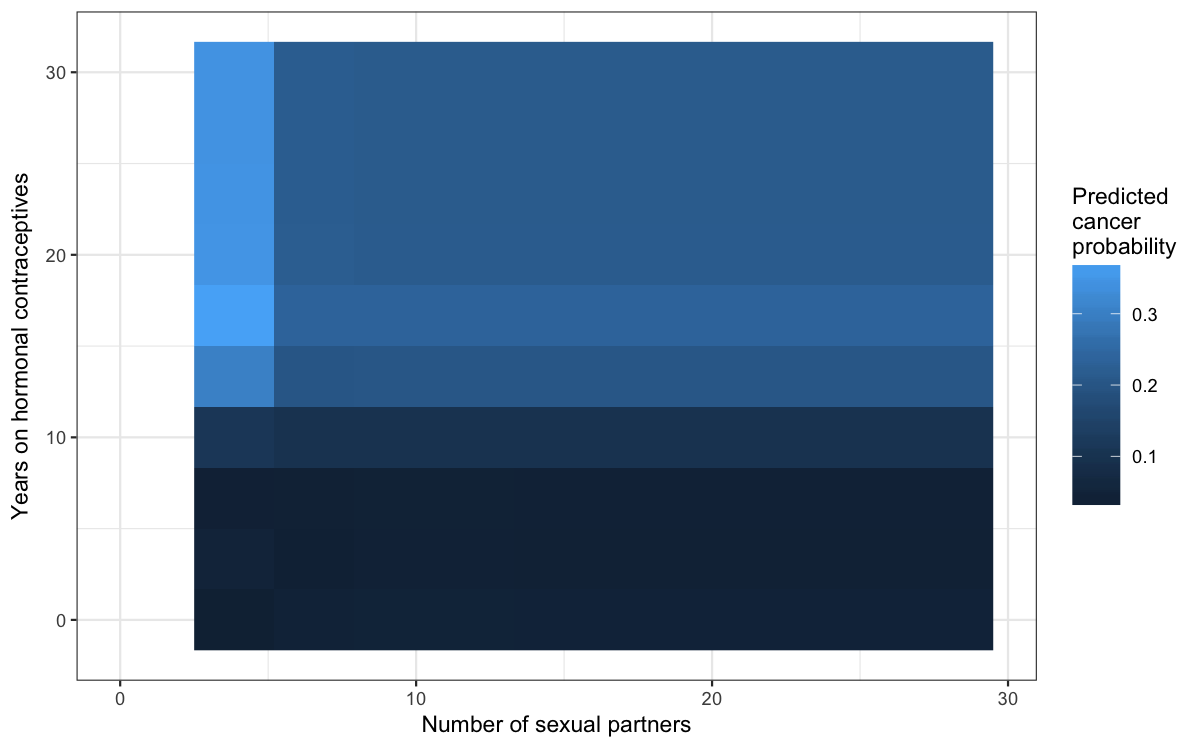 30
20
10
0
Years on hormonal contraceptives
0
10
20
30
Number of sexual partners
Predicted
cancer
probability
0.3
0.2
0.1